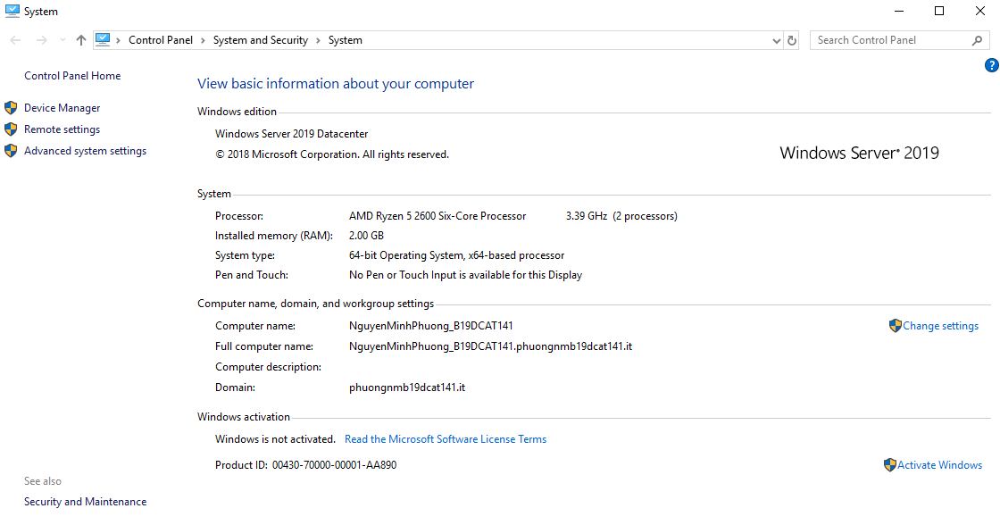 System
Control Panel > System and Security > System
Search Control Panel
?
Control Panel Home
Device Manager
Remote settings
Advanced system settings
View basic information about your computer
Windows edition
Windows Server 2019 Datacenter
© 2018 Microsoft Corporation. All rights reserved.
Windows Server® 2019
System
Processor: AMD Ryzen 5 2600 Six-Core Processor 3.39 GHz (2 processors)
Installed memory (RAM): 2.00 GB
System type: 64-bit Operating System, x64-based processor
Pen and Touch: No Pen or Touch Input is available for this Display
Computer name, domain, and workgroup settings
Computer name: NguyenMinhPhuong_B19DCAT141
Change settings
Full computer name: NguyenMinhPhuong_B19DCAT141.phuongnmb19dcat141.it
Computer description:
Domain: phuongnmb19dcat141.it
Windows activation
Windows is not activated. Read the Microsoft Software License Terms
Product ID: 00430-70000-00001-AA890
Activate Windows
See also
Security and Maintenance